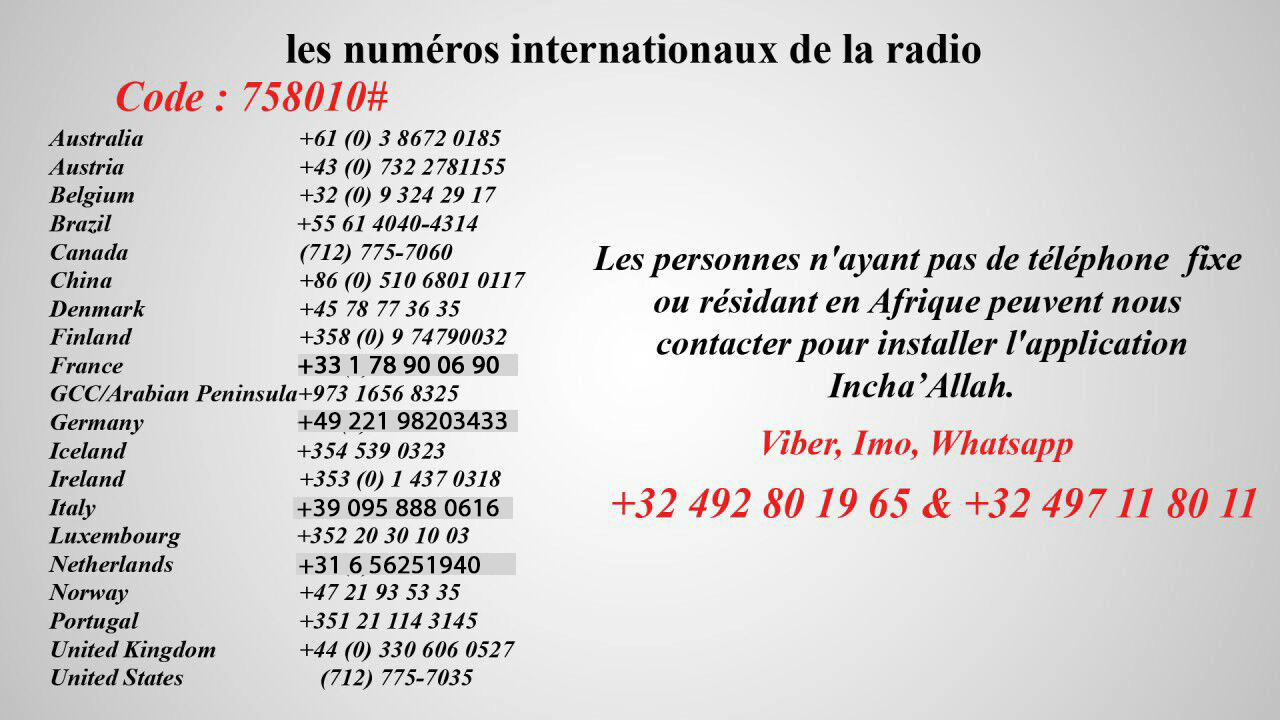 les numéros internationaux de la radio
Code : 758010#
Australia +61 (0) 3 8672 0185
Austria +43 (0) 732 2781155
Belgium +32 (0) 9 324 29 17
Brazil +55 61 4040-4314
Canada (712) 775-7060
China +86 (0) 510 6801 0117
Denmark +45 78 77 36 35
Finland +358 (0) 9 74790032
France +33 1 78 90 06 90
GCC/Arabian Peninsula +973 1656 8325
Germany +49 221 98203433
Iceland +354 539 0323
Ireland +353 (0) 1 437 0318
Italy +39 095 888 0616
Luxembourg +352 20 30 10 03
Netherlands +31 6 56251940
Norway +47 21 93 53 35
Portugal +351 21 114 3145
United Kingdom +44 (0) 330 606 0527
United States (712) 775-7035
Les personnes n'ayant pas de téléphone fixe
ou résidant en Afrique peuvent nous
contacter pour installer l'application
Incha’Allah.
Viber, Imo, Whatsapp
+32 492 80 19 65 & +32 497 11 80 11